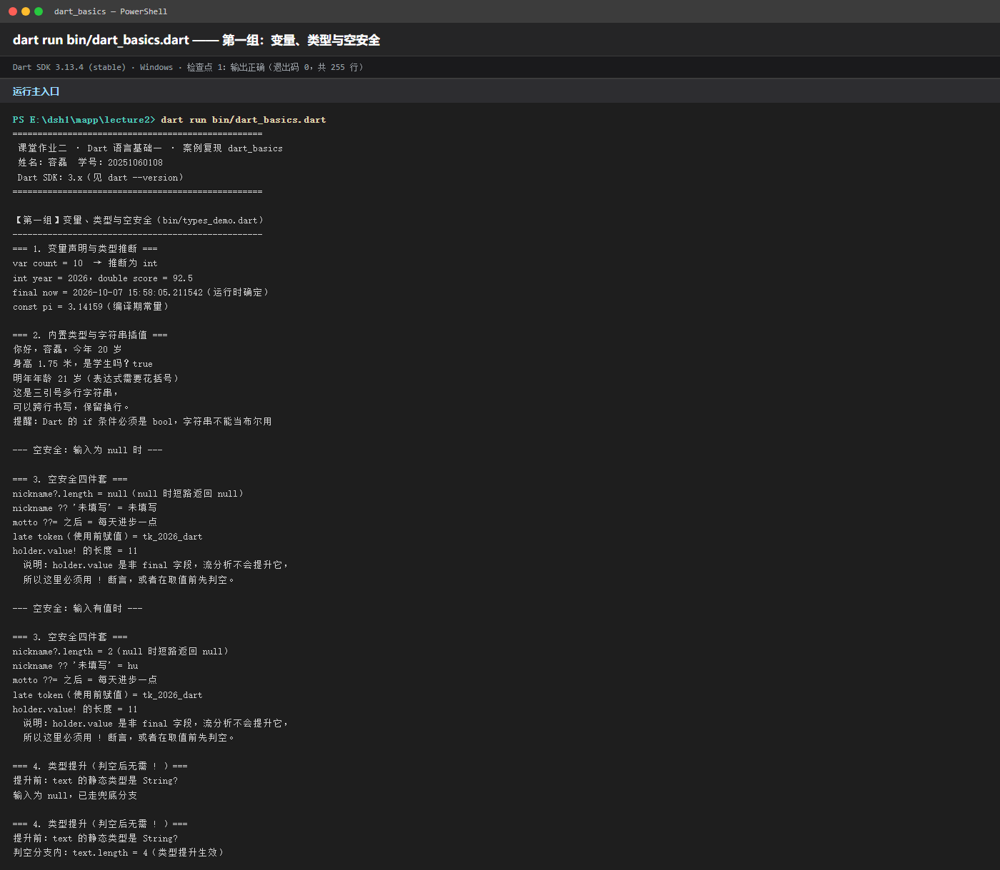 dart_basics — PowerShell
dart run bin/dart_basics.dart —— 第一组：变量、类型与空安全
Dart SDK 3.13.4 (stable) · Windows · 检查点 1：输出正确（退出码 0，共 255 行）
运行主入口
PS E:\dsh1\mapp\lecture2> dart run bin/dart_basics.dart
==================================================
课堂作业二 · Dart 语言基础一 · 案例复现 dart_basics
姓名：容磊  学号：20251060108
Dart SDK：3.x（见 dart --version）
==================================================
【第一组】变量、类型与空安全（bin/types_demo.dart）
--------------------------------------------------
=== 1. 变量声明与类型推断 ===
var count = 10  → 推断为 int
int year = 2026，double score = 92.5
final now = 2026-10-07 15:58:05.211542（运行时确定）
const pi = 3.14159（编译期常量）
=== 2. 内置类型与字符串插值 ===
你好，容磊，今年 20 岁
身高 1.75 米，是学生吗？true
明年年龄 21 岁（表达式需要花括号）
这是三引号多行字符串，
可以跨行书写，保留换行。
提醒：Dart 的 if 条件必须是 bool，字符串不能当布尔用
--- 空安全：输入为 null 时 ---
=== 3. 空安全四件套 ===
nickname?.length = null（null 时短路返回 null）
nickname ?? '未填写' = 未填写
motto ??= 之后 = 每天进步一点
late token（使用前赋值）= tk_2026_dart
holder.value! 的长度 = 11
说明：holder.value 是非 final 字段，流分析不会提升它，
所以这里必须用 ! 断言，或者在取值前先判空。
--- 空安全：输入有值时 ---
=== 3. 空安全四件套 ===
nickname?.length = 2（null 时短路返回 null）
nickname ?? '未填写' = hu
motto ??= 之后 = 每天进步一点
late token（使用前赋值）= tk_2026_dart
holder.value! 的长度 = 11
说明：holder.value 是非 final 字段，流分析不会提升它，
所以这里必须用 ! 断言，或者在取值前先判空。
=== 4. 类型提升（判空后无需 ! ）===
提升前：text 的静态类型是 String?
输入为 null，已走兜底分支
=== 4. 类型提升（判空后无需 ! ）===
提升前：text 的静态类型是 String?
判空分支内：text.length = 4（类型提升生效）